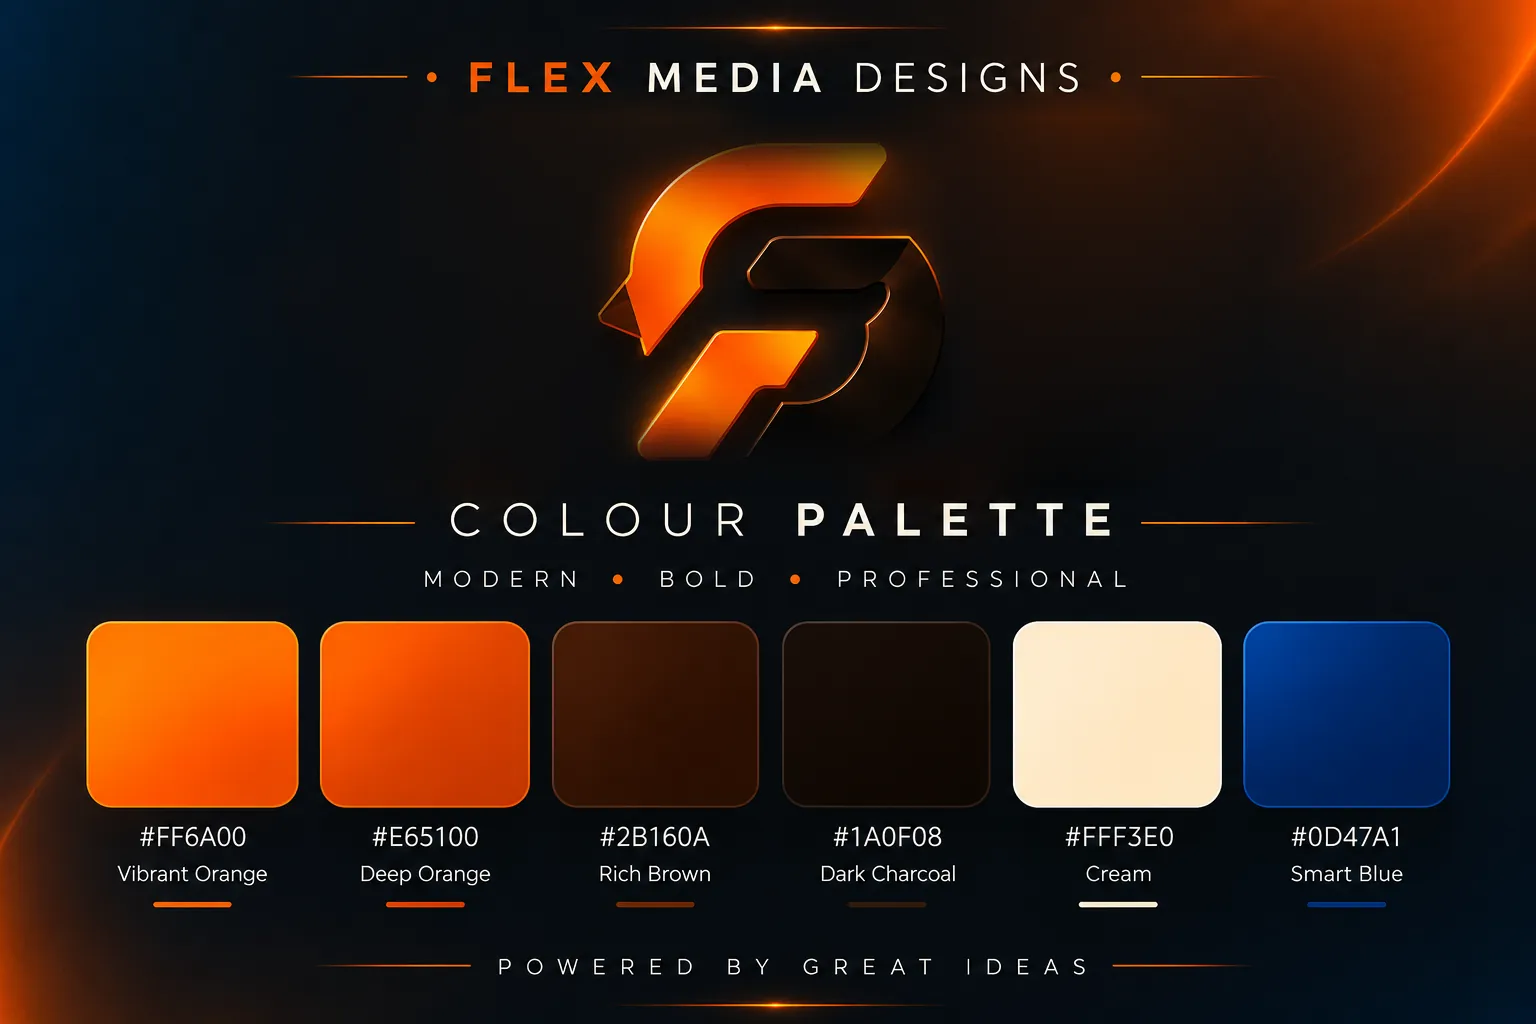 • FLEX MEDIA DESIGNS •
COLOUR PALETTE
MODERN • BOLD • PROFESSIONAL
#FF6A00
Vibrant Orange
#E65100
Deep Orange
#2B160A
Rich Brown
#1A0F08
Dark Charcoal
#FFF3E0
Cream
#0D47A1
Smart Blue
POWERED BY GREAT IDEAS